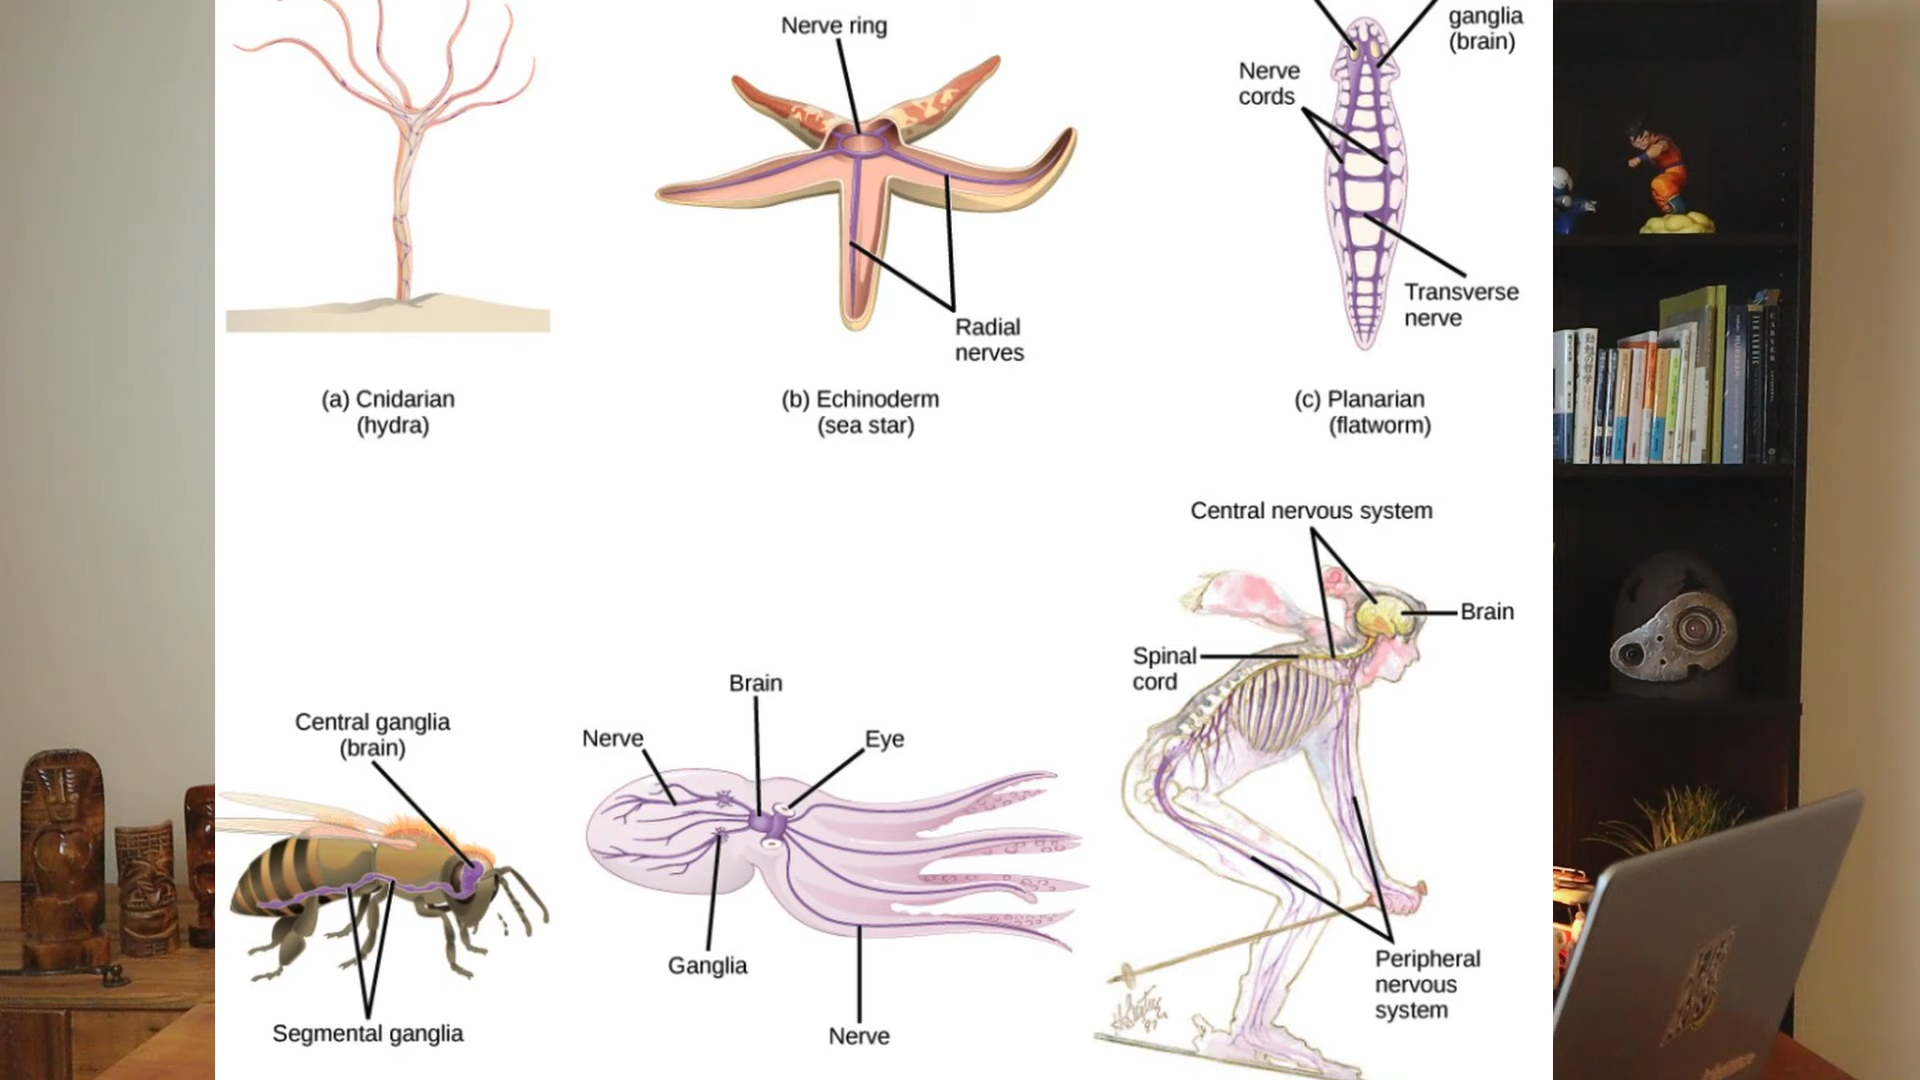 Nerve ring
ganglia
(brain)
Nerve
cords
Transverse
nerve
Radial
nerves
(a) Cnidarian
(hydra)
(b) Echinoderm
(sea star)
(c) Planarian
(flatworm)
Central nervous system
Brain
Spinal
cord
Brain
Nerve
Eye
Central ganglia
(brain)
Ganglia
Peripheral
nervous
system
Segmental ganglia
Nerve